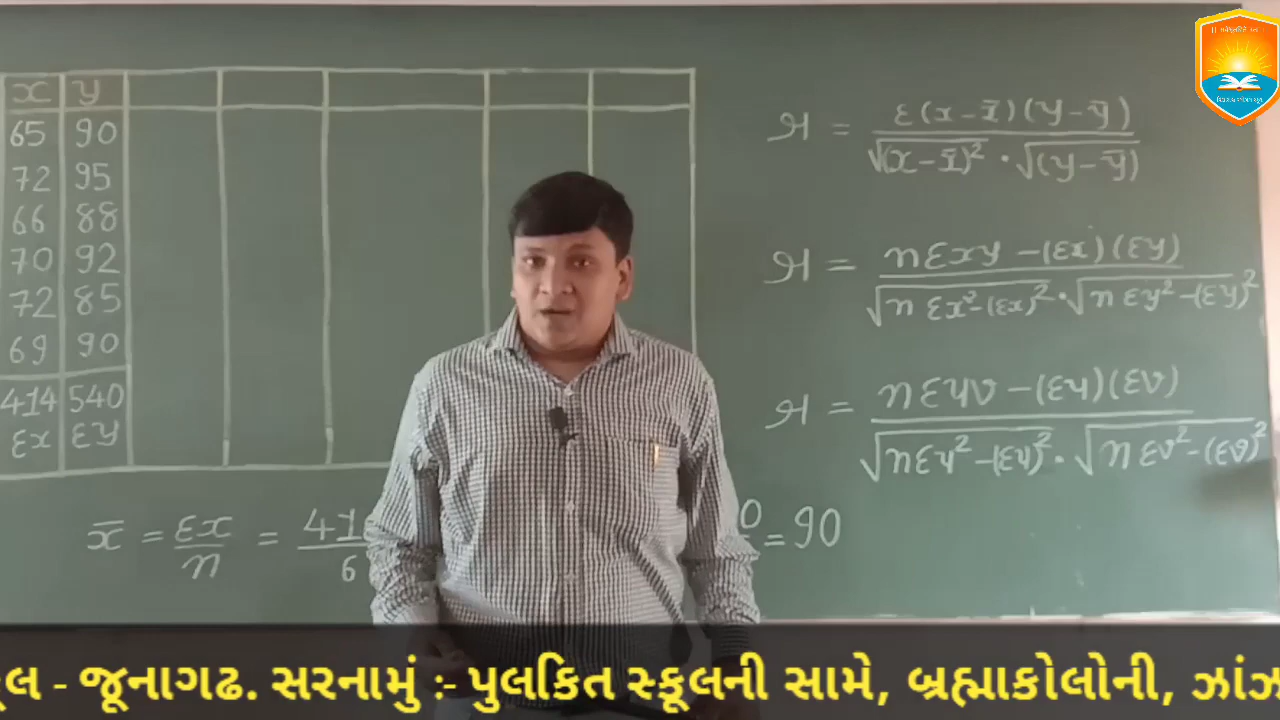 x y
65 90
72 95
66 88
70 92
72 85
69 90
414 540
Σx Σy
r = Σ(x-x̄)(y-ȳ) / √(x-x̄)² · √(y-ȳ)
r = nΣxy -(Σx)(Σy) / √nΣx²-(Σx)² · √nΣy²-(Σy)²
r = nΣuv -(Σu)(Σv) / √nΣu²-(Σu)² · √nΣv²-(Σv)²
x̄ = Σx / n = 41 / 6
0 = 90
- જૂનાગઢ. સરનામું :- પુલકિત સ્કૂલની સામે, બ્રહ્માકોલોની,